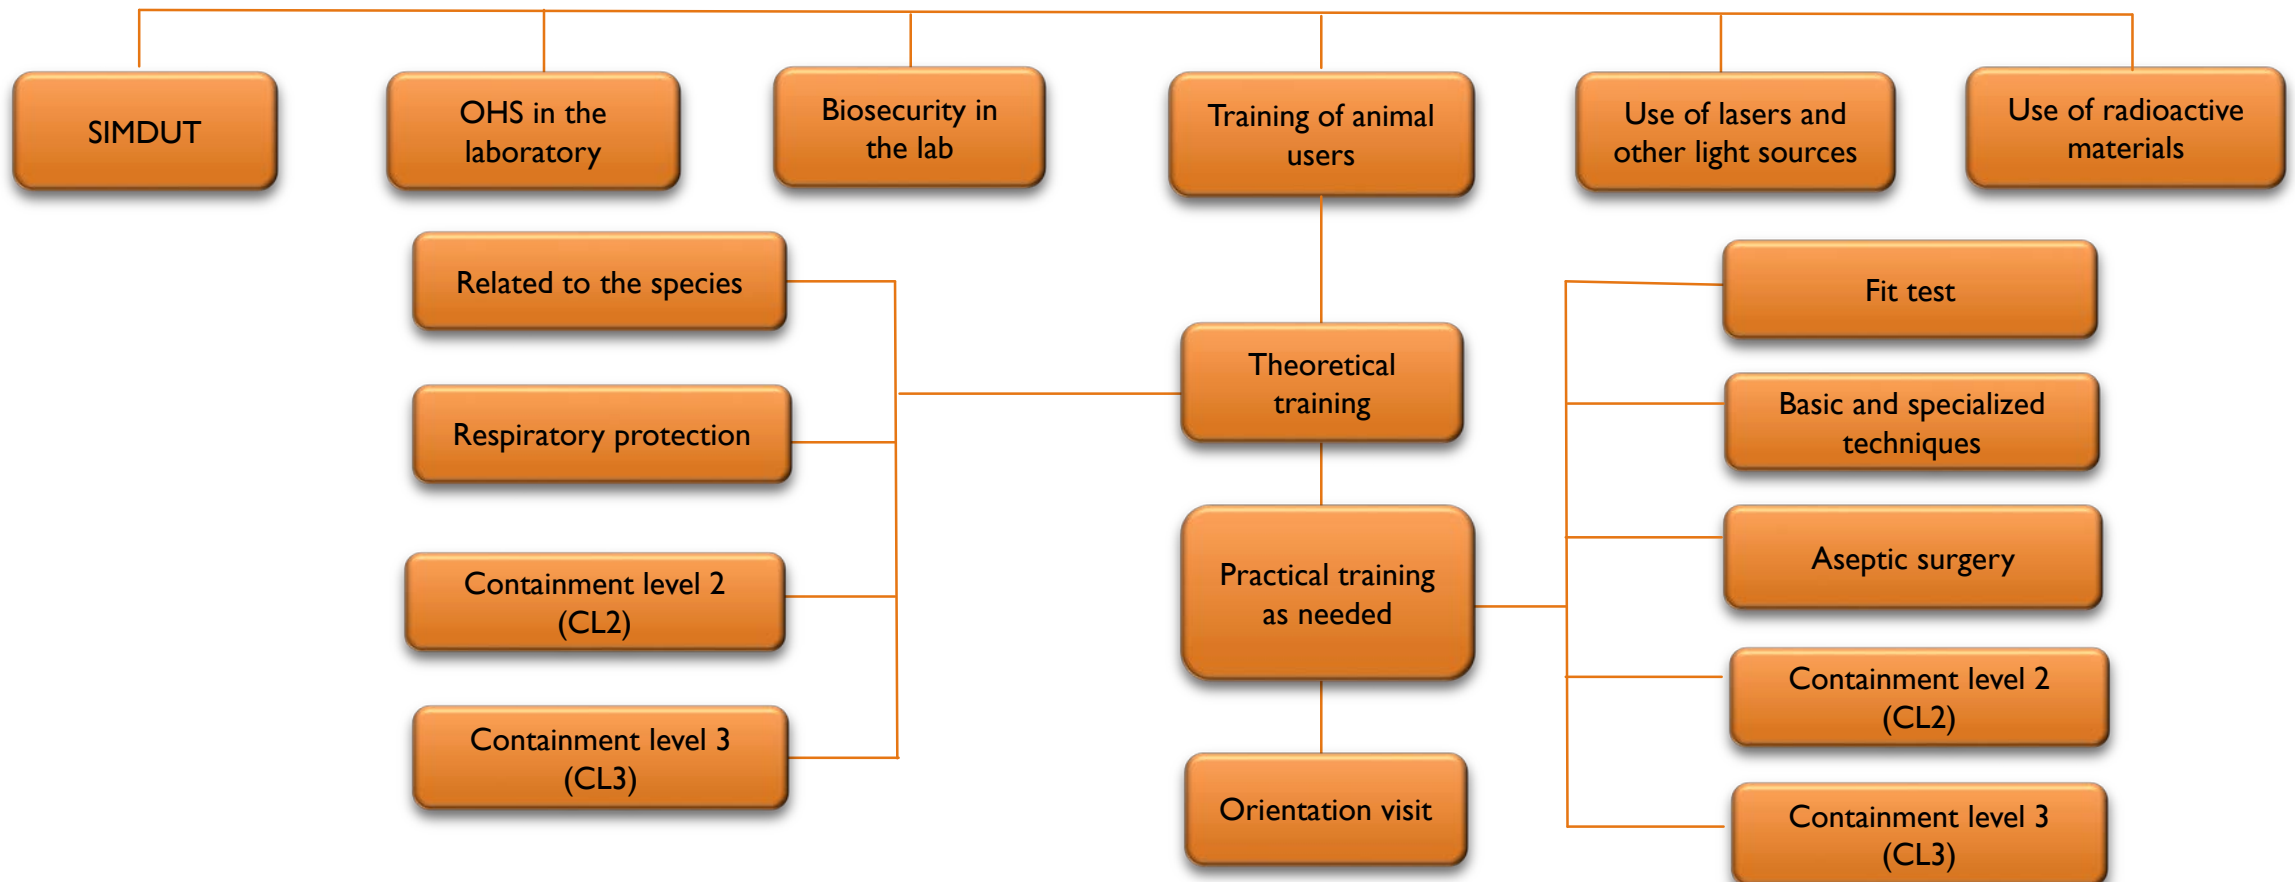 SIMDUT
OHS in the
laboratory
Biosecurity in
the lab
Training of animal
users
Use of lasers and
other light sources
Use of radioactive
materials
Related to the species
Respiratory protection
Containment level 2
(CL2)
Containment level 3
(CL3)
Theoretical
training
Practical training
as needed
Orientation visit
Fit test
Basic and specialized
techniques
Aseptic surgery
Containment level 2
(CL2)
Containment level 3
(CL3)